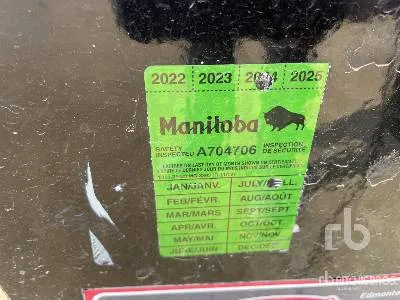 2022 2023 2024 2025
Manitoba
SAFETY INSPECTED A704706 INSPECTION DE SÉCURITÉ
JAN/JANV. JULY/JUIL.
FEB/FÉVR. AUG/AOÛT
MAR/MARS SEPT/SEPT.
APR/AVR. OCT/OCT.
MAY/MAI NOV/NOV.
JUNE/JUIN DEC/DÉC.
rb
Edmonton